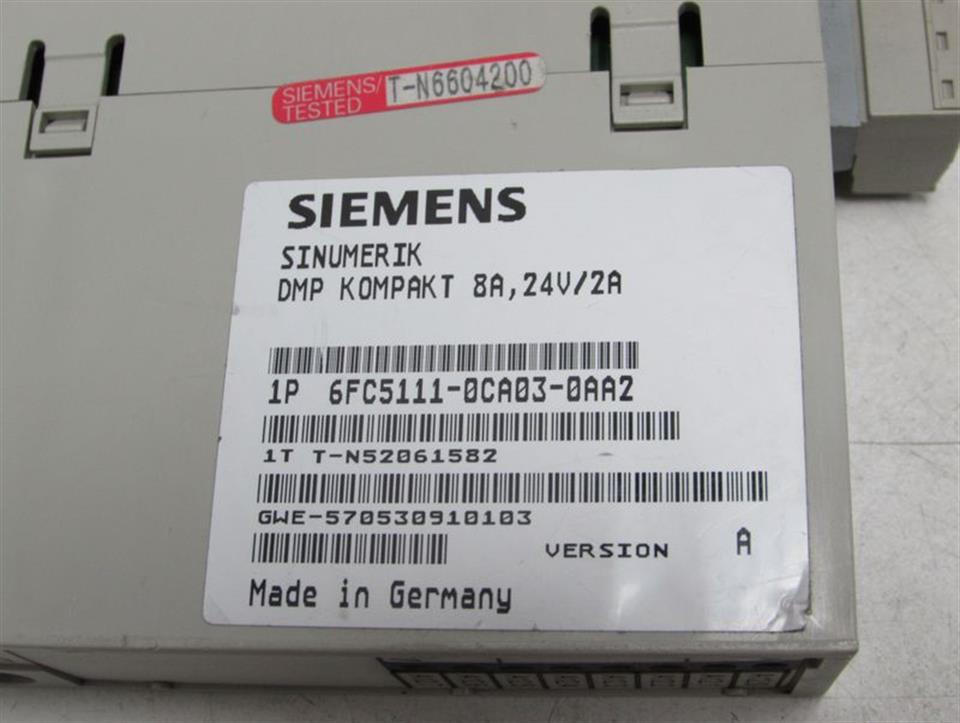 SIEMENS/ T-N6604200
TESTED
SIEMENS
SINUMERIK
DMP KOMPAKT 8A,24V/2A
1P 6FC5111-0CA03-0AA2
1T T-N52061582
GWE-570530910103
VERSION A
Made in Germany